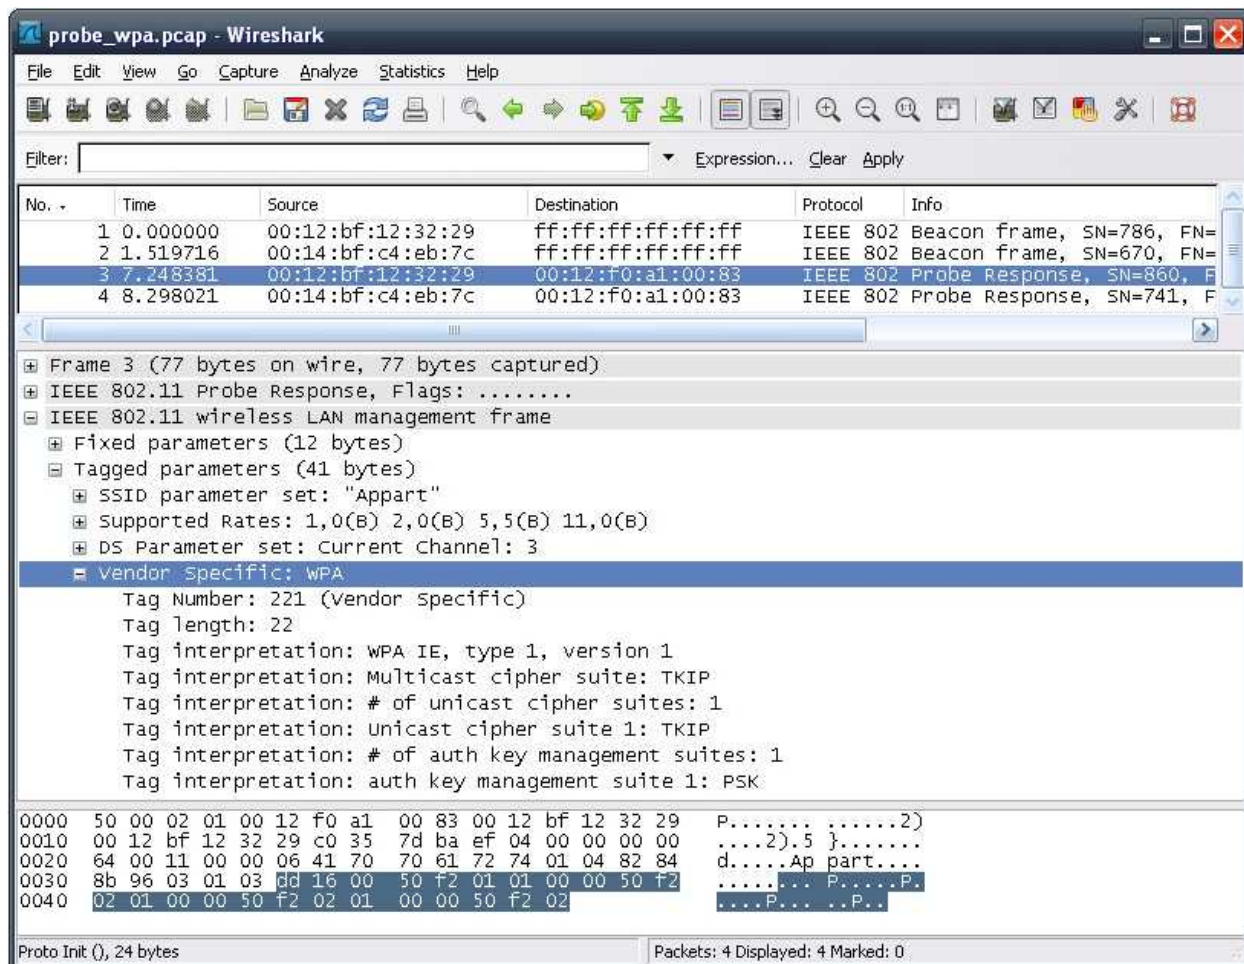 probe_wpa.pcap - Wireshark
File Edit View Go Capture Analyze Statistics Help
Filter: Expression... Clear Apply
No. Time Source Destination Protocol Info
1 0.000000 00:12:bf:12:32:29 ff:ff:ff:ff:ff:ff IEEE 802 Beacon frame, SN=786, FN=
2 1.519716 00:14:bf:c4:eb:7c ff:ff:ff:ff:ff:ff IEEE 802 Beacon frame, SN=670, FN=
3 7.248381 00:12:bf:12:32:29 00:12:f0:a1:00:83 IEEE 802 Probe Response, SN=860, F
4 8.298021 00:14:bf:c4:eb:7c 00:12:f0:a1:00:83 IEEE 802 Probe Response, SN=741, F
Frame 3 (77 bytes on wire, 77 bytes captured)
IEEE 802.11 Probe Response, Flags: ........
IEEE 802.11 wireless LAN management frame
Fixed parameters (12 bytes)
Tagged parameters (41 bytes)
SSID parameter set: "Appart"
Supported Rates: 1,0(B) 2,0(B) 5,5(B) 11,0(B)
DS Parameter set: Current Channel: 3
Vendor Specific: WPA
Tag Number: 221 (Vendor Specific)
Tag length: 22
Tag interpretation: WPA IE, type 1, version 1
Tag interpretation: Multicast cipher suite: TKIP
Tag interpretation: # of unicast cipher suites: 1
Tag interpretation: Unicast cipher suite 1: TKIP
Tag interpretation: # of auth key management suites: 1
Tag interpretation: auth key management suite 1: PSK
0000 50 00 02 01 00 12 f0 a1 00 83 00 12 bf 12 32 29 P....... ......2)
0010 00 12 bf 12 32 29 c0 35 7d ba ef 04 00 00 00 00 ....2).5 }.......
0020 64 00 11 00 00 06 41 70 70 61 72 74 01 04 82 84 d.....Ap part....
0030 8b 96 03 01 03 dd 16 00 50 f2 01 01 00 00 50 f2 ........ P.....P.
0040 02 01 00 00 50 f2 02 01 00 00 50 f2 02 ....P... ..P..
Proto Init (), 24 bytes Packets: 4 Displayed: 4 Marked: 0